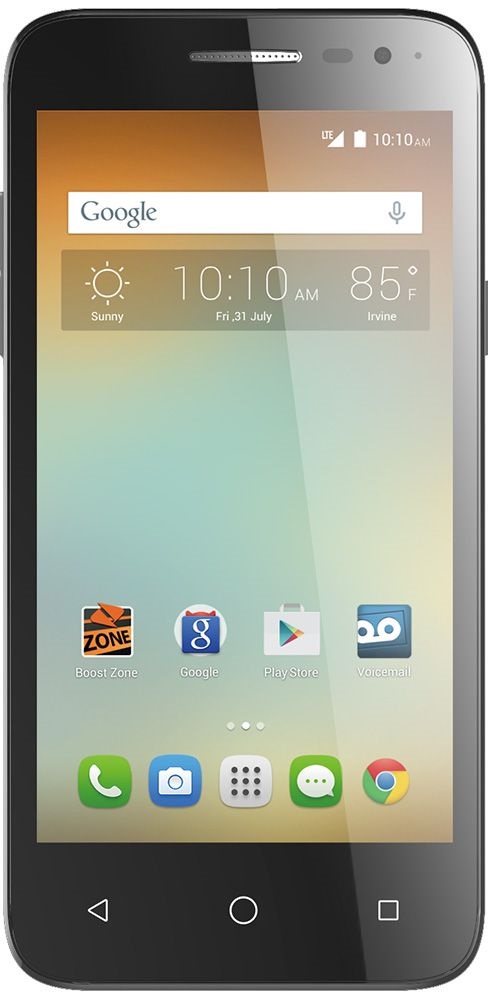 LTE 10:10 AM
Google
10:10 AM 85° F
Sunny Fri ,31 July Irvine
ZONE g
Boost Zone Google Play Store Voicemail